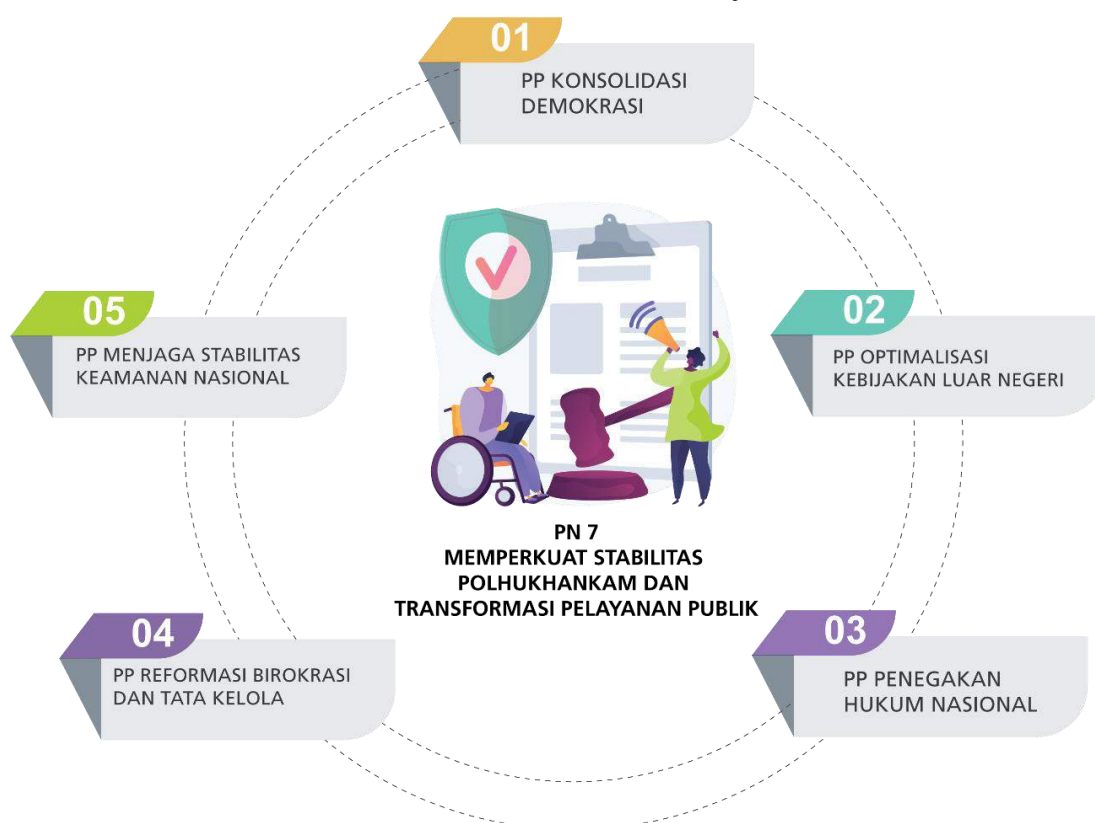 01
PP KONSOLIDASI
DEMOKRASI
02
PP OPTIMALISASI
KEBIJAKAN LUAR NEGERI
03
PP PENEGAKAN
HUKUM NASIONAL
04
PP REFORMASI BIROKRASI
DAN TATA KELOLA
05
PP MENJAGA STABILITAS
KEAMANAN NASIONAL
PN 7
MEMPERKUAT STABILITAS
POLHUKHANKAM DAN
TRANSFORMASI PELAYANAN PUBLIK